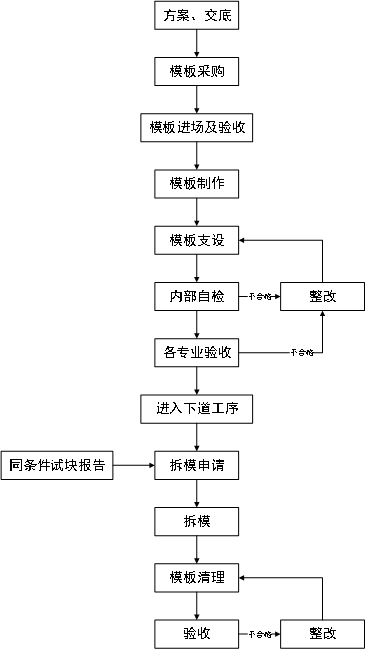 方案、交底
模板采购
模板进场及验收
模板制作
模板支设
内部自检
不合格
整改
各专业验收
不合格
进入下道工序
同条件试块报告
拆模申请
拆模
模板清理
验收
不合格
整改